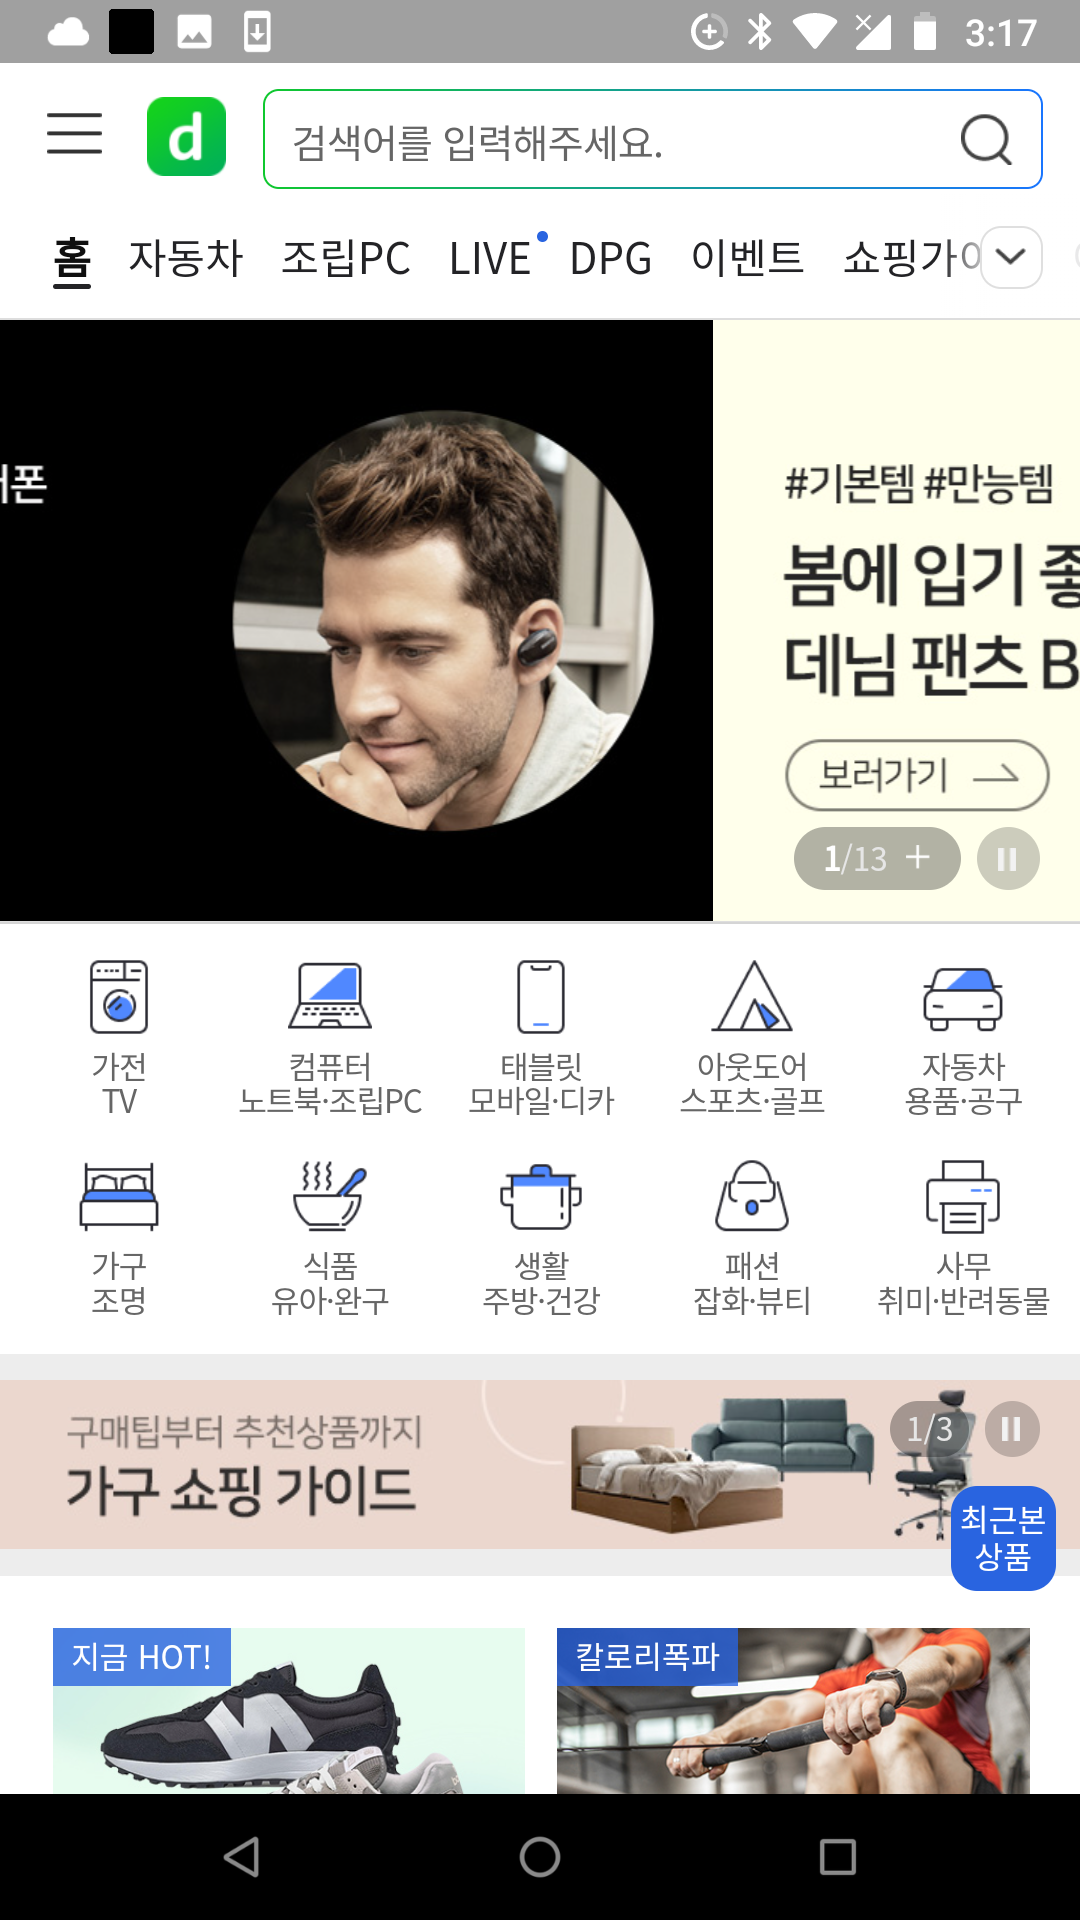 3:17
d
검색어를 입력해주세요.
홈 자동차 조립PC LIVE DPG 이벤트 쇼핑가이
폰
#기본템 #만능템
봄에 입기 좋
데님 팬츠 B
보러가기
1/13 +
가전
TV
컴퓨터
노트북·조립PC
태블릿
모바일·디카
아웃도어
스포츠·골프
자동차
용품·공구
가구
조명
식품
유아·완구
생활
주방·건강
패션
잡화·뷰티
사무
취미·반려동물
구매팁부터 추천상품까지
가구 쇼핑 가이드
1/3
최근본
상품
지금 HOT!
칼로리폭파
N